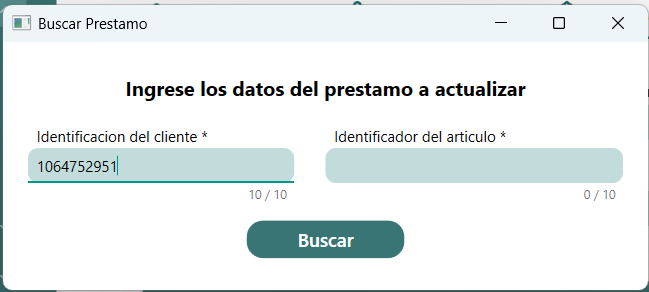 Buscar Prestamo
Ingrese los datos del prestamo a actualizar
Identificacion del cliente *
Identificador del articulo *
1064752951
10 / 10
0 / 10
Buscar